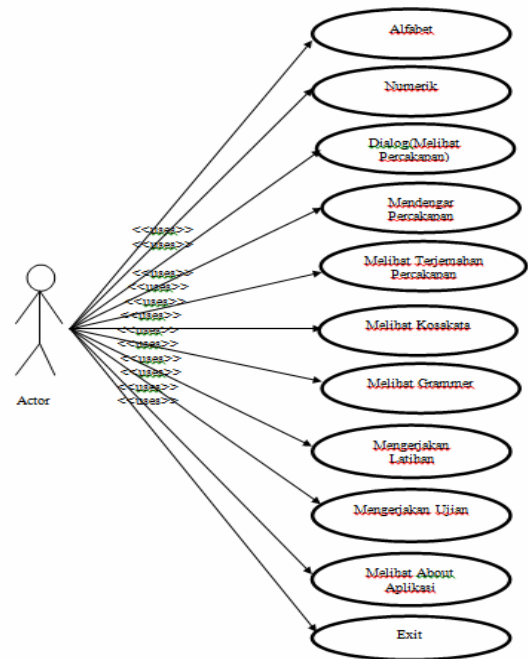 Alfabet
Numerik
Dialog(Melihat
Percakapan)
Mendengar
Percakapan
Melihat Terjemahan
Percakapan
Melihat Kosakata
Melihat Grammer
Mengerjakan
Latihan
Mengerjakan Ujian
Melihat About
Aplikasi
Exit
<<uses>>
<<uses>>
<<uses>>
<<uses>>
<<uses>>
<<uses>>
<<uses>>
<<uses>>
<<uses>>
<<uses>>
<<uses>>
<<uses>>
Actor